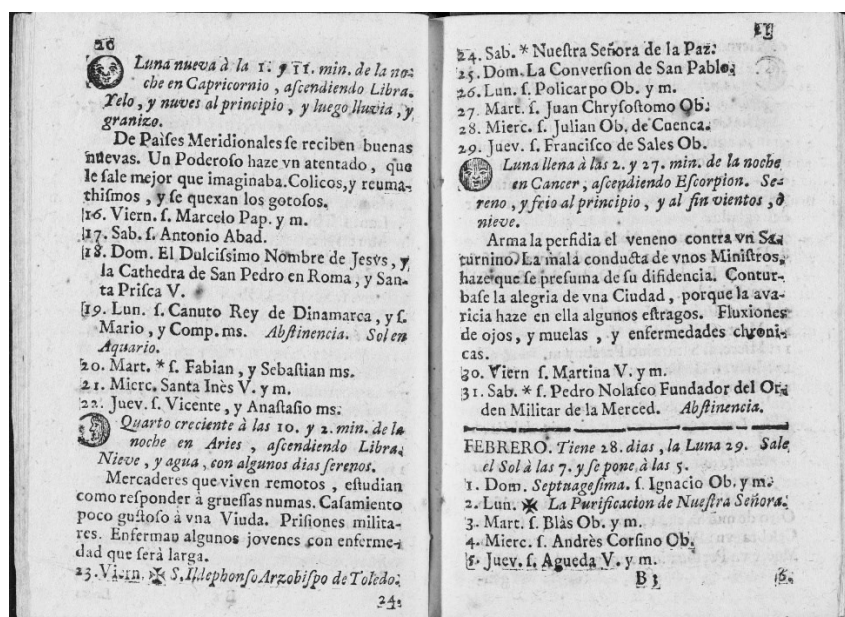 20
Luna nueva à la 1. y 11. min. de la no-
che en Capricornio, aſcendiendo Libra.
Yelo, y nuves al principio, y luego lluvia, y
granizo.
De Paìſes Meridionales ſe reciben buenas
nuevas. Un Poderoſo haze vn atentado, que
le ſale mejor que imaginaba. Colicos, y reuma-
thiſmos, y ſe quexan los gotoſos.
16. Viern. ſ. Marcelo Pap. y m.
17. Sab. ſ. Antonio Abad.
18. Dom. El Dulciſsimo Nombre de Jesvs, y
la Cathedra de San Pedro en Roma, y San-
ta Priſca V.
19. Lun. ſ. Canuto Rey de Dinamarca, y ſ.
Mario, y Comp. ms. Abſtinencia. Sol en
Aquario.
20. Mart. * ſ. Fabian, y Sebaſtian ms.
21. Mierc. Santa Inès V. y m.
22. Juev. ſ. Vicente, y Anaſtaſio ms.
Quarto creciente à las 10. y 2. min. de la
noche en Aries, aſcendiendo Libra.
Nieve, y agua, con algunos dias ſerenos.
Mercaderes que viven remotos, eſtudian
como reſponder à grueſſas numas. Caſamiento
poco guſtoſo à vna Viuda. Priſiones milita-
res. Enferman algunos jovenes con enferme-
dad que ſerà larga.
23. Viern. ✠ S. Ildephonſo Arzobiſpo de Toledo.
24.
24. Sab. * Nueſtra Señora de la Paz.
25. Dom. La Converſion de San Pablo.
26. Lun. ſ. Policarpo Ob. y m.
27. Mart. ſ. Juan Chryſoſtomo Ob.
28. Mierc. ſ. Julian Ob. de Cuenca.
29. Juev. ſ. Franciſco de Sales Ob.
Luna llena à las 2. y 27. min. de la noche
en Cancer, aſcendiendo Eſcorpion. Se-
reno, y frio al principio, y al fin vientos, ò
nieve.
Arma la perfidia el veneno contra vn Sa-
turnino. La mala conducta de vnos Miniſtros,
haze que ſe preſuma de ſu difidencia. Contur-
baſe la alegria de vna Ciudad, porque la ava-
ricia haze en ella algunos eſtragos. Fluxiones
de ojos, y muelas, y enfermedades chroni-
cas.
30. Viern ſ. Martina V. y m.
31. Sab. * ſ. Pedro Nolaſco Fundador del Or-
den Militar de la Merced. Abſtinencia.
FEBRERO. Tiene 28. dias, la Luna 29. Sale
el Sol à las 7. y ſe pone à las 5.
1. Dom. Septuageſima. ſ. Ignacio Ob. y m.
2. Lun. ✠ La Purificacion de Nueſtra Señora.
3. Mart. ſ. Blàs Ob. y m.
4. Mierc. ſ. Andrès Corſino Ob.
5. Juev. ſ. Agueda V. y m.
B 3 6.